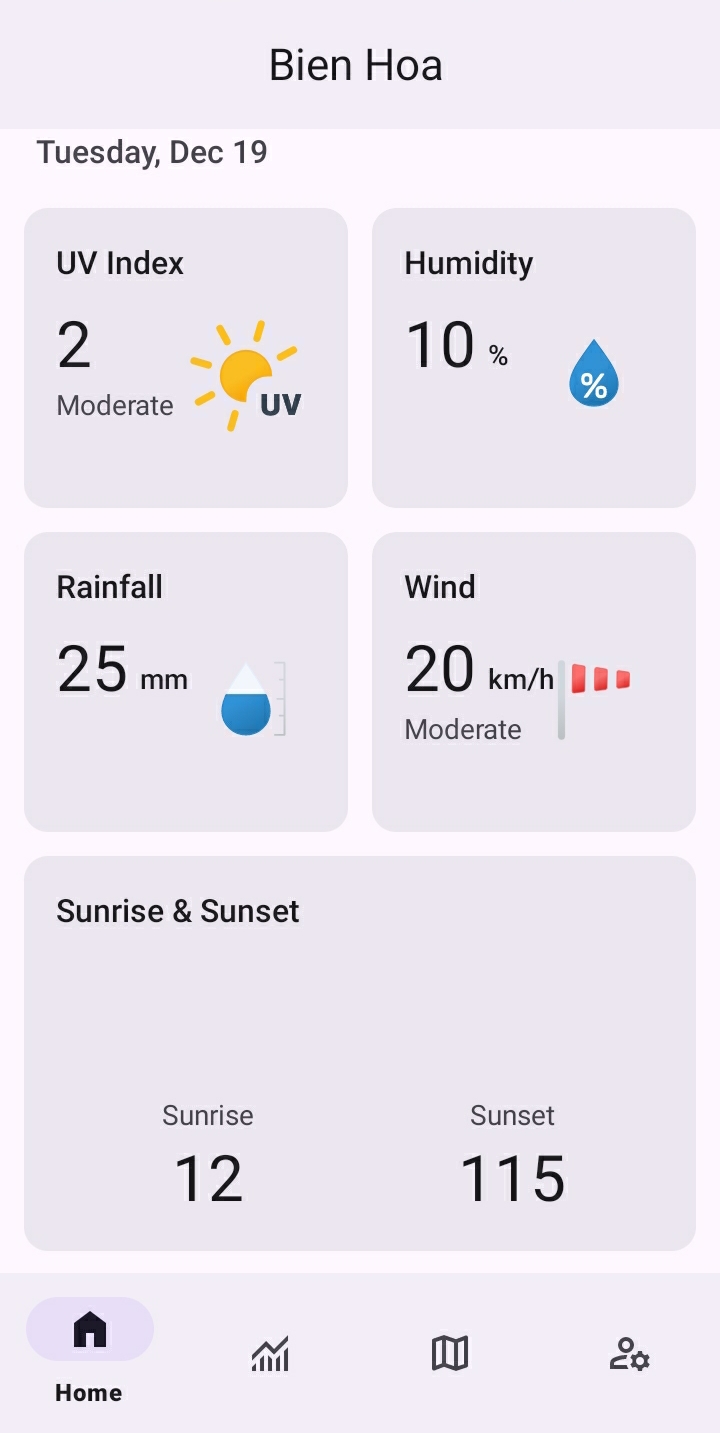 Bien Hoa
Tuesday, Dec 19
UV Index
2
Moderate
UV
Humidity
10 %
%
Rainfall
25 mm
Wind
20 km/h
Moderate
Sunrise & Sunset
Sunrise
12
Sunset
115
Home